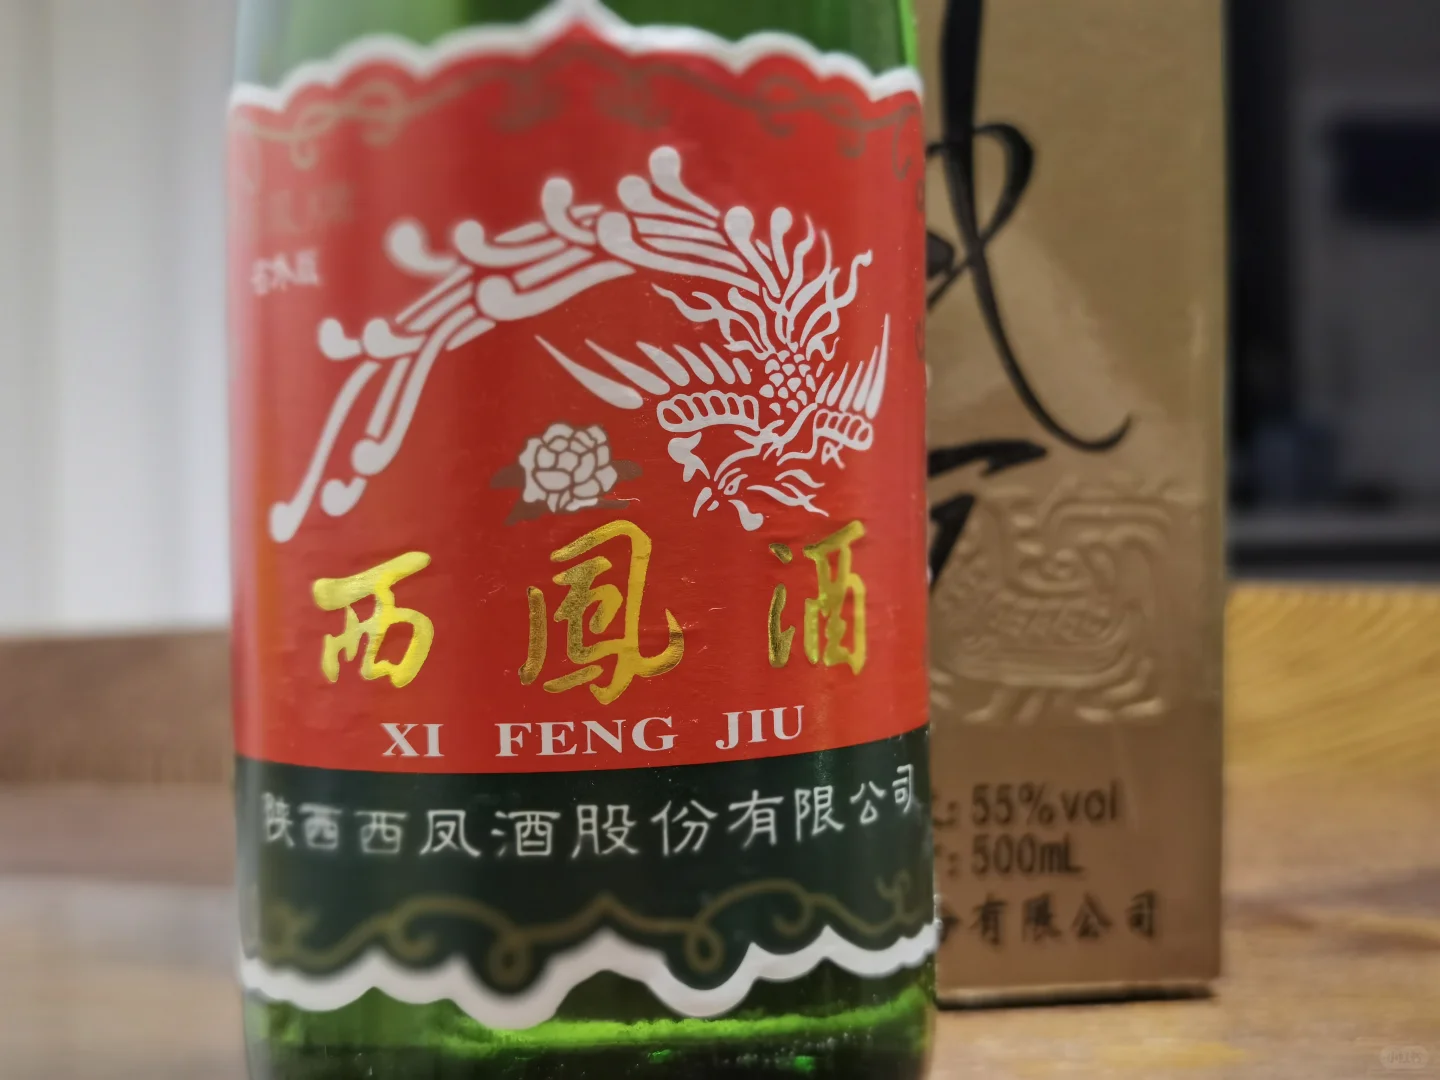 西鳳酒
XI FENG JIU
陕西西凤酒股份有限公司
55%vol
500mL
有限公司